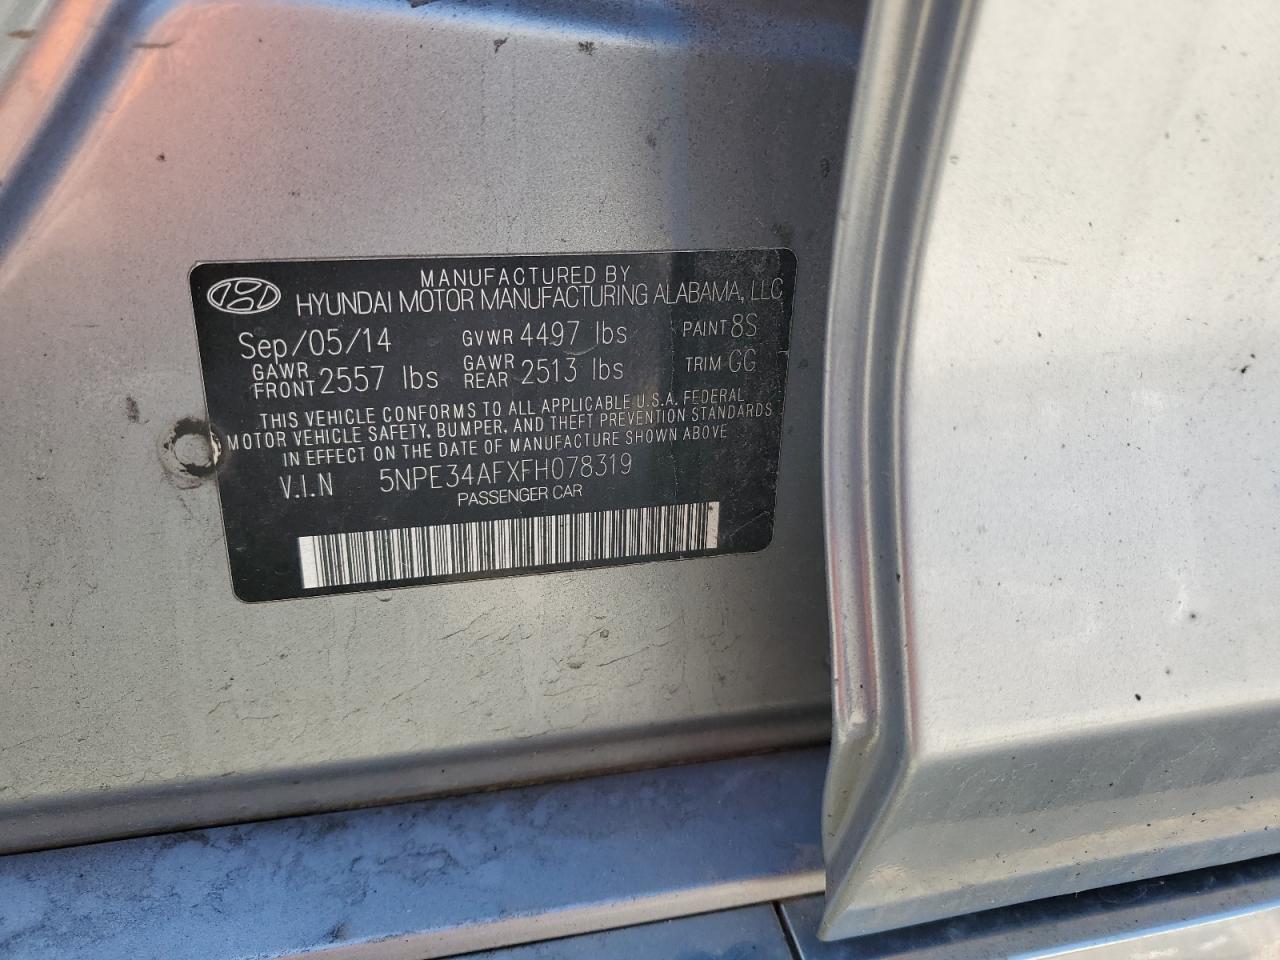 MANUFACTURED BY
HYUNDAI MOTOR MANUFACTURING ALABAMA, LLC
Sep/05/14 GVWR 4497 lbs PAINT 8S
GAWR FRONT 2557 lbs GAWR REAR 2513 lbs TRIM GG
THIS VEHICLE CONFORMS TO ALL APPLICABLE U.S.A. FEDERAL
MOTOR VEHICLE SAFETY, BUMPER, AND THEFT PREVENTION STANDARDS
IN EFFECT ON THE DATE OF MANUFACTURE SHOWN ABOVE
V.I.N 5NPE34AFXFH078319
PASSENGER CAR